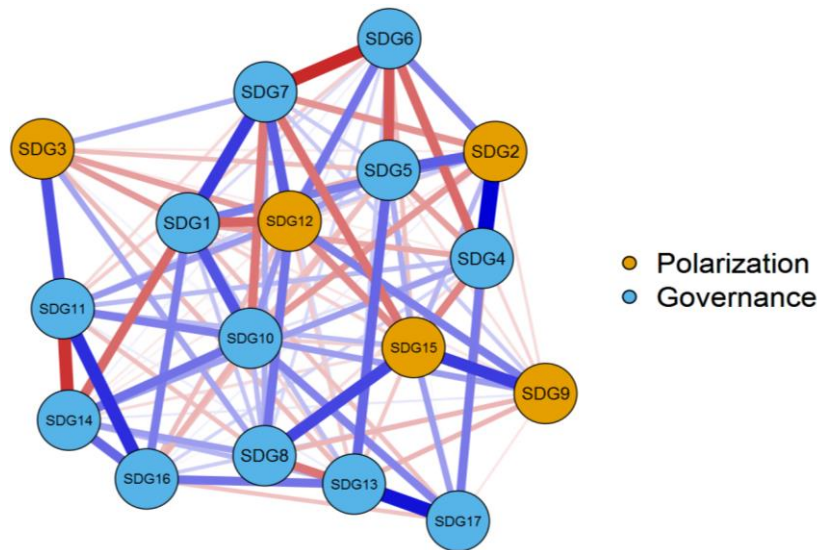 SDG6
SDG7
SDG3
SDG2
SDG5
SDG1
SDG12
SDG4
SDG11
SDG10
SDG15
SDG9
SDG14
SDG8
SDG16
SDG13
SDG17
Polarization
Governance